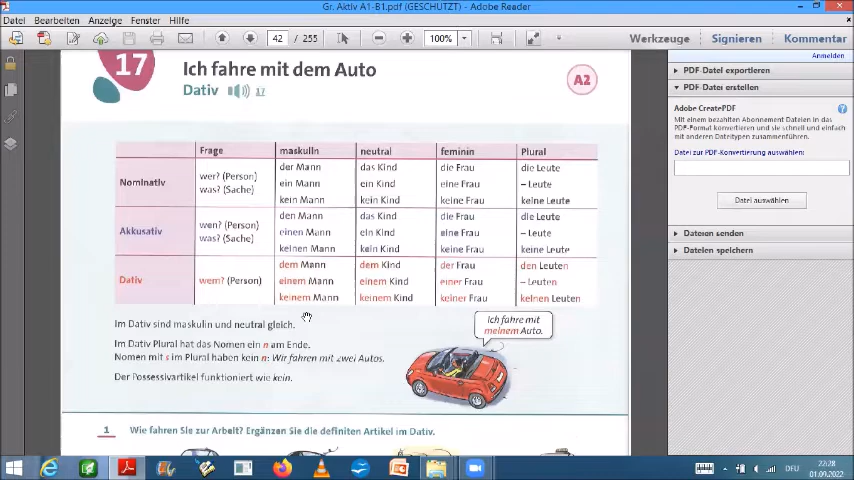 Gr. Aktiv A1-B1.pdf (GESCHÜTZT) - Adobe Reader
Datei Bearbeiten Anzeige Fenster Hilfe
42 / 255 100% Werkzeuge Signieren Kommentar
Anmelden
17 Ich fahre mit dem Auto A2
Dativ 17
Frage maskulin neutral feminin Plural
Nominativ wer? (Person) was? (Sache)
der Mann das Kind die Frau die Leute
ein Mann ein Kind eine Frau – Leute
kein Mann kein Kind keine Frau keine Leute
Akkusativ wen? (Person) was? (Sache)
den Mann das Kind die Frau die Leute
einen Mann ein Kind eine Frau – Leute
keinen Mann kein Kind keine Frau keine Leute
Dativ wem? (Person)
dem Mann dem Kind der Frau den Leuten
einem Mann einem Kind einer Frau – Leuten
keinem Mann keinem Kind keiner Frau keinen Leuten
Im Dativ sind maskulin und neutral gleich.
Im Dativ Plural hat das Nomen ein n am Ende.
Nomen mit s im Plural haben kein n: Wir fahren mit zwei Autos.
Der Possessivartikel funktioniert wie kein.
Ich fahre mit
meinem Auto.
1 Wie fahren Sie zur Arbeit? Ergänzen Sie die definiten Artikel im Dativ.
PDF-Datei exportieren
PDF-Datei erstellen
Adobe CreatePDF
Mit einem bezahlten Abonnement Dateien in das
PDF-Format konvertieren und sie schnell und einfach
mit anderen Dateitypen zusammenführen.
Datei zur PDF-Konvertierung auswählen:
Datei auswählen
Dateien senden
Dateien speichern
DEU
22:28
01.09.2022